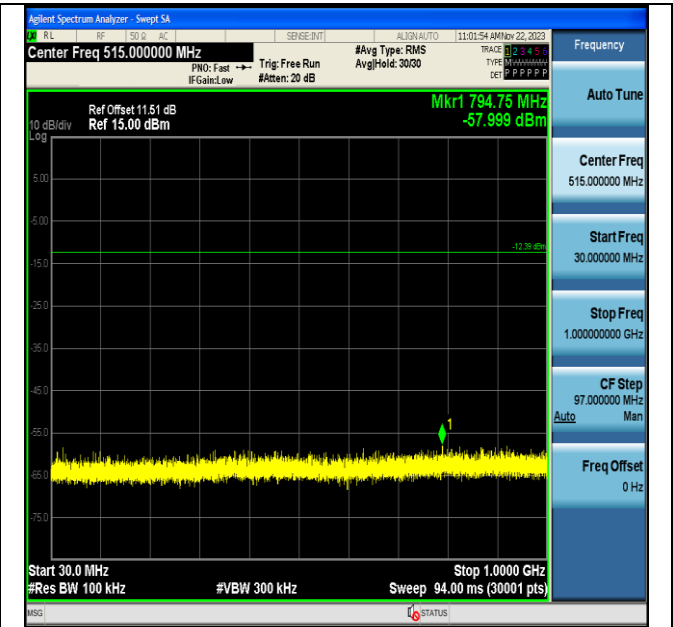 Agilent Spectrum Analyzer - Swept SA
RL RF 50 Ω AC SENSE:INT ALIGN AUTO 11:01:54 AM Nov 22, 2023
Center Freq 515.000000 MHz
PNO: Fast
IFGain:Low
Trig: Free Run
#Atten: 20 dB
#Avg Type: RMS
Avg|Hold: 30/30
TRACE 1 2 3 4 5 6
TYPE M
DET P P P P P P
Frequency
Ref Offset 11.51 dB
10 dB/div Ref 15.00 dBm
Log
Mkr1 794.75 MHz
-57.999 dBm
5.00
-5.00
-12.39 dBm
-15.0
-25.0
-35.0
-45.0
-55.0
1
-65.0
-75.0
Start 30.0 MHz Stop 1.0000 GHz
#Res BW 100 kHz #VBW 300 kHz Sweep 94.00 ms (30001 pts)
Auto Tune
Center Freq
515.000000 MHz
Start Freq
30.000000 MHz
Stop Freq
1.000000000 GHz
CF Step
97.000000 MHz
Auto Man
Freq Offset
0 Hz
MSG STATUS